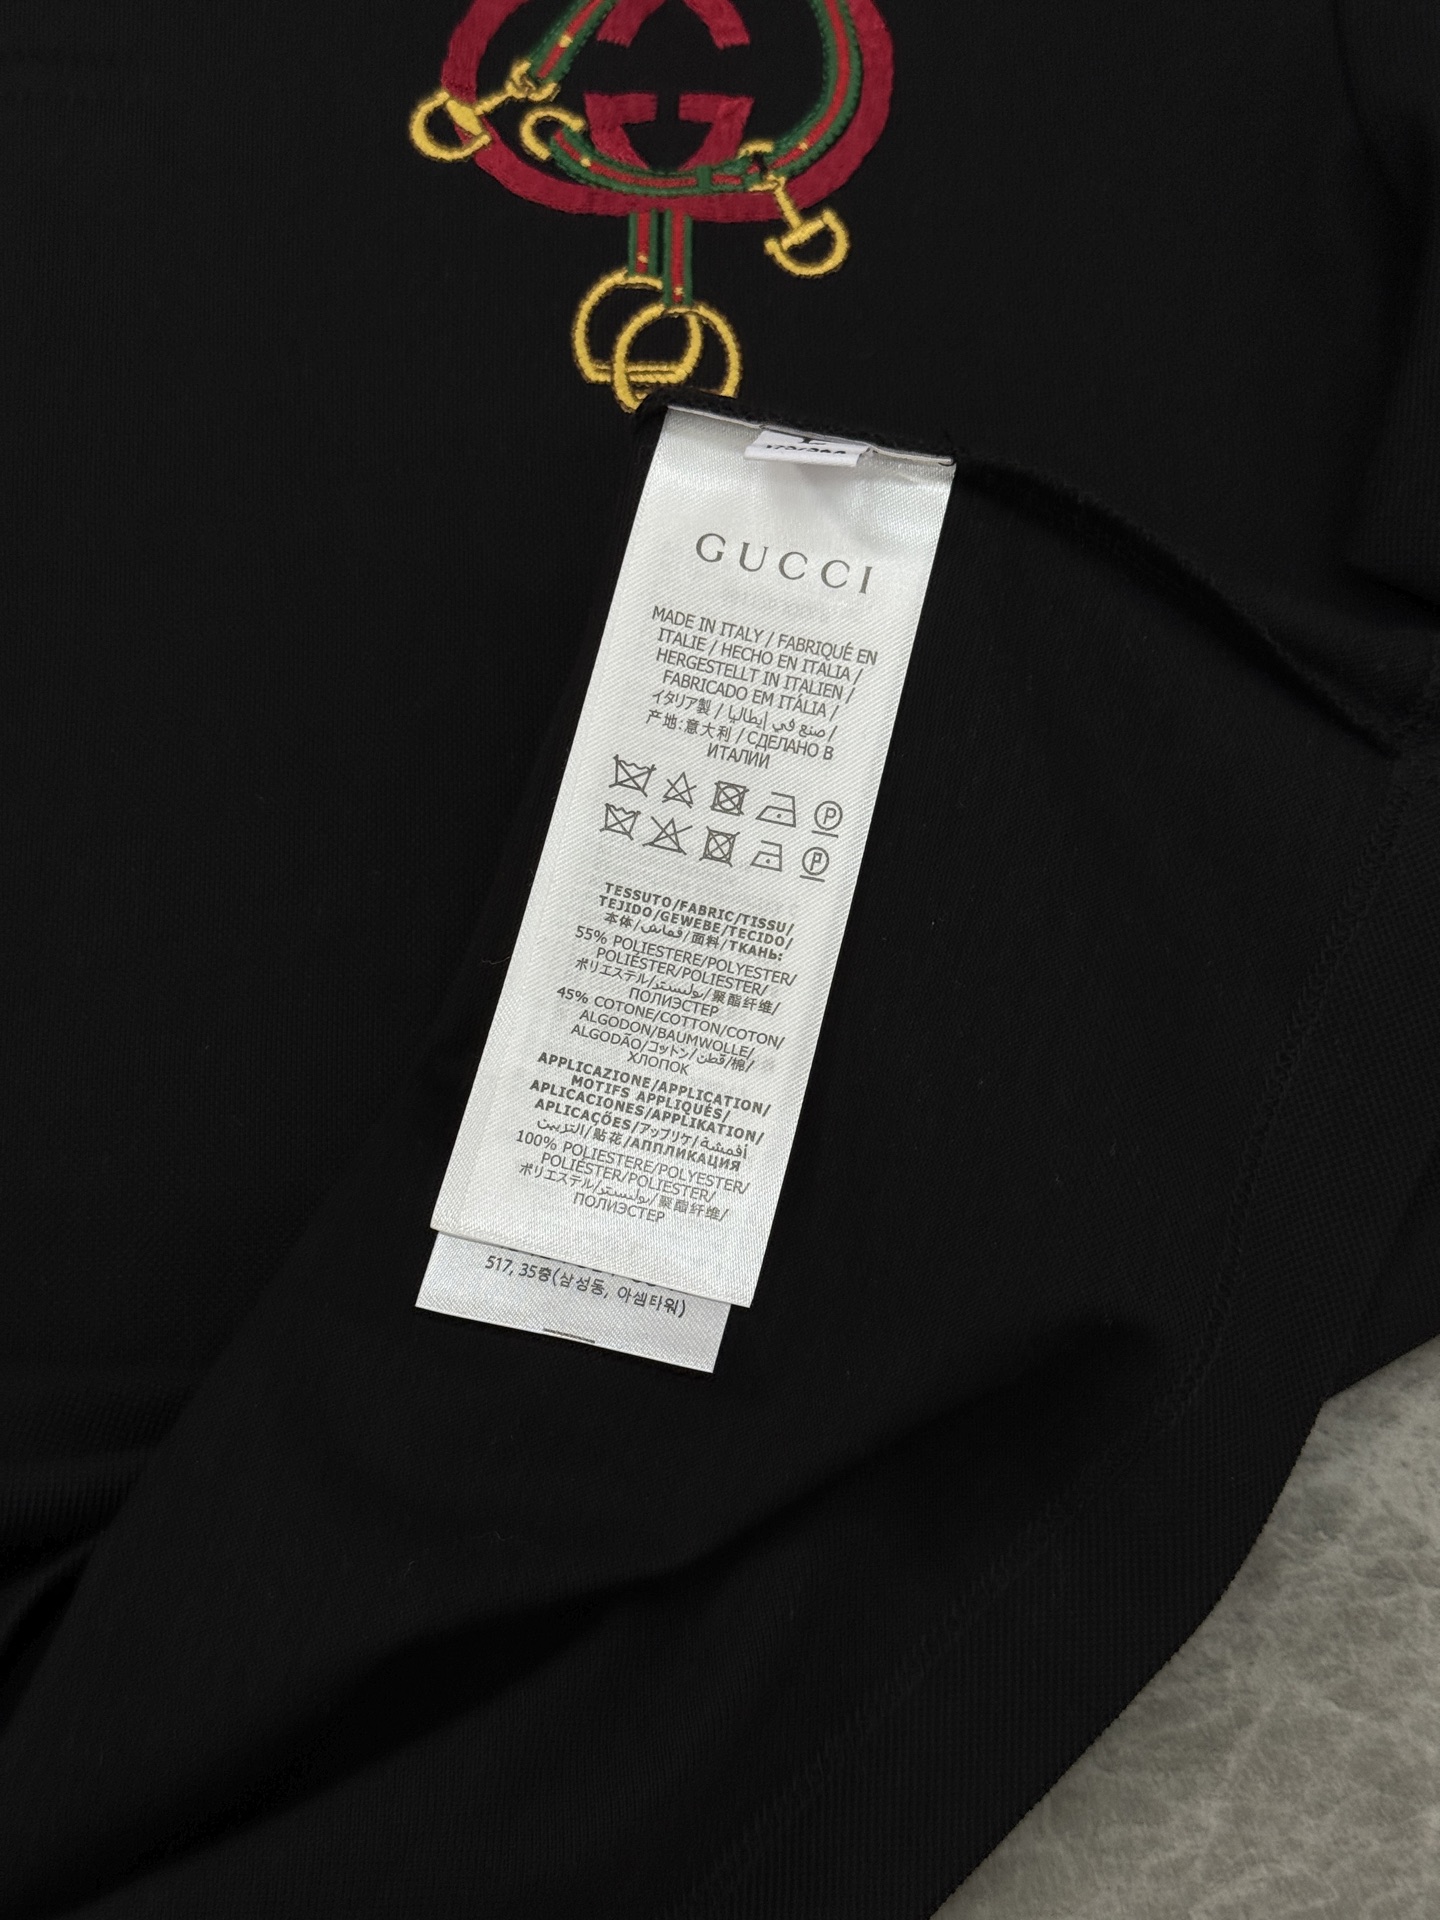 GUCCI
MADE IN ITALY / FABRIQUÉ EN
ITALIE / HECHO EN ITALIA /
HERGESTELLT IN ITALIEN /
FABRICADO EM ITÁLIA /
イタリア製 / صنع في إيطاليا /
产地:意大利 / СДЕЛАНО В
ИТАЛИИ
P
P
TESSUTO/FABRIC/TISSU/
TEJIDO/GEWEBE/TECIDO/
本体/قماش/面料/ТКАНЬ:
55% POLIESTERE/POLYESTER/
POLIÉSTER/POLIESTER/
ポリエステル/بوليستر/聚酯纤维/
ПОЛИЭСТЕР
45% COTONE/COTTON/COTON/
ALGODON/BAUMWOLLE/
ALGODÃO/コットン/قطن/棉/
ХЛОПОК
APPLICAZIONE/APPLICATION/
MOTIFS APPLIQUÉS/
APLICACIONES/APPLIKATION/
APLICAÇÕES/アップリケ/أقمشة
التزيين/贴花/АППЛИКАЦИЯ
100% POLIESTERE/POLYESTER/
POLIÉSTER/POLIESTER/
ポリエステル/بوليستر/聚酯纤维/
ПОЛИЭСТЕР
517, 35층(삼성동, 아셈타워)